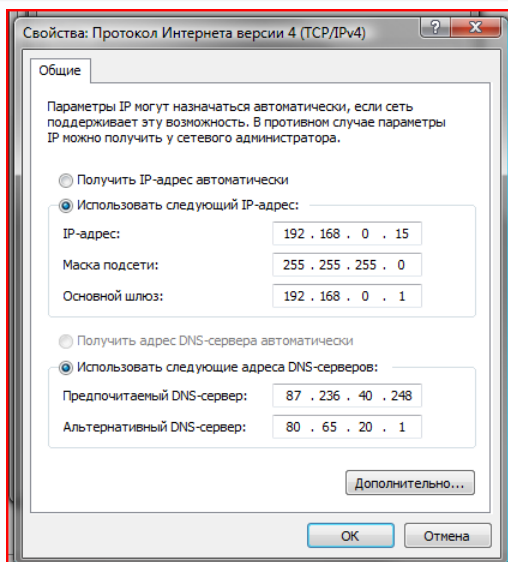 Свойства: Протокол Интернета версии 4 (TCP/IPv4)
Общие
Параметры IP могут назначаться автоматически, если сеть
поддерживает эту возможность. В противном случае параметры
IP можно получить у сетевого администратора.
Получить IP-адрес автоматически
Использовать следующий IP-адрес:
IP-адрес: 192 . 168 . 0 . 15
Маска подсети: 255 . 255 . 255 . 0
Основной шлюз: 192 . 168 . 0 . 1
Получить адрес DNS-сервера автоматически
Использовать следующие адреса DNS-серверов:
Предпочитаемый DNS-сервер: 87 . 236 . 40 . 248
Альтернативный DNS-сервер: 80 . 65 . 20 . 1
Дополнительно...
ОК
Отмена